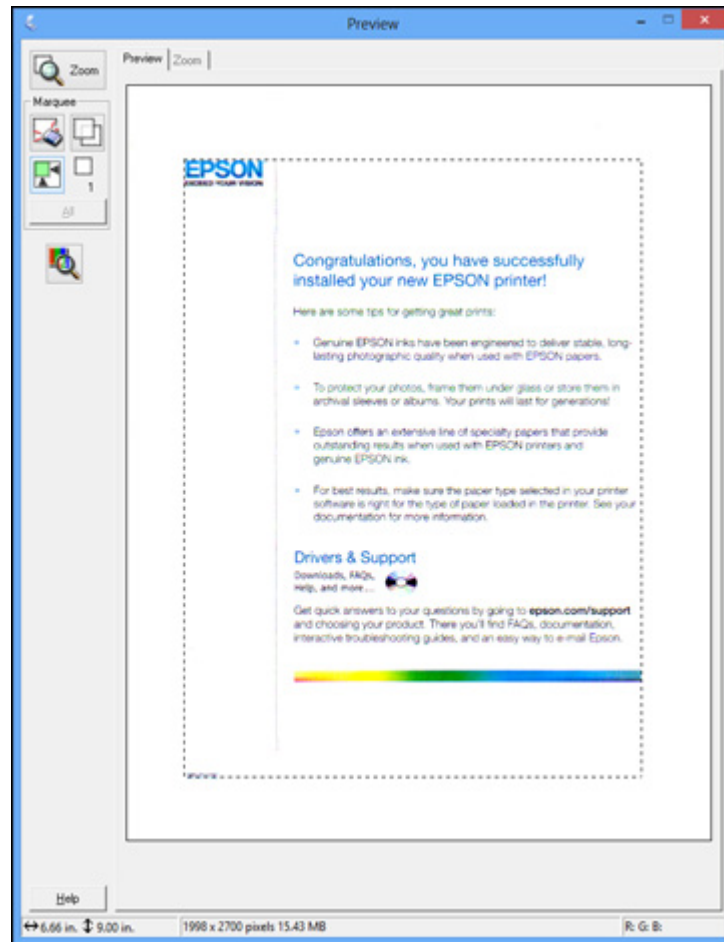 Preview
Zoom
Preview
Zoom
Marquee
1
All
EPSON
EXCEED YOUR VISION
Congratulations, you have successfully
installed your new EPSON printer!
Here are some tips for getting great prints:
Genuine EPSON inks have been engineered to deliver stable, long-
lasting photographic quality when used with EPSON papers.
To protect your photos, frame them under glass or store them in
archival sleeves or albums. Your prints will last for generations!
Epson offers an extensive line of specialty papers that provide
outstanding results when used with EPSON printers and
genuine EPSON ink.
For best results, make sure the paper type selected in your printer
software is right for the type of paper loaded in the printer. See your
documentation for more information.
Drivers & Support
Downloads, FAQs,
Help, and more...
Get quick answers to your questions by going to epson.com/support
and choosing your product. There you'll find FAQs, documentation,
interactive troubleshooting guides, and an easy way to e-mail Epson.
Help
6.66 in. 9.00 in. 1998 x 2700 pixels 15.43 MB R: G: B: